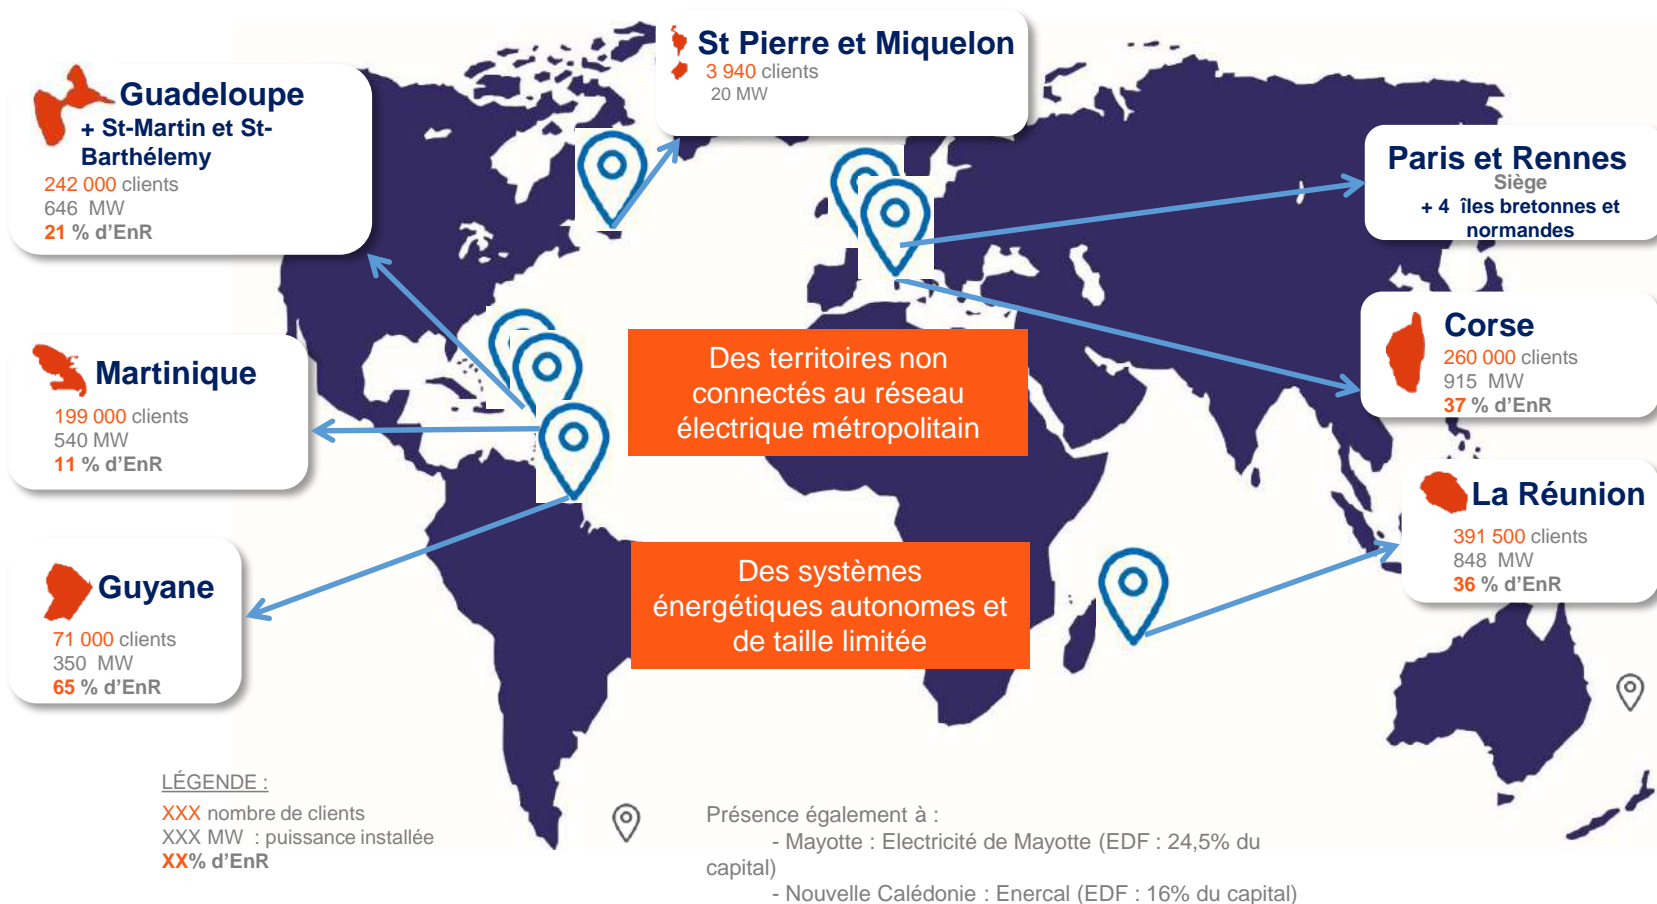 St Pierre et Miquelon
3 940 clients
20 MW
Guadeloupe
+ St-Martin et St-
Barthélemy
242 000 clients
646 MW
21 % d'EnR
Paris et Rennes
Siège
+ 4 îles bretonnes et
normandes
Martinique
199 000 clients
540 MW
11 % d'EnR
Des territoires non
connectés au réseau
électrique métropolitain
Corse
260 000 clients
915 MW
37 % d'EnR
La Réunion
391 500 clients
848 MW
36 % d'EnR
Guyane
71 000 clients
350 MW
65 % d'EnR
Des systèmes
énergétiques autonomes et
de taille limitée
LÉGENDE :
XXX nombre de clients
XXX MW : puissance installée
XX% d'EnR
Présence également à :
- Mayotte : Electricité de Mayotte (EDF : 24,5% du
capital)
- Nouvelle Calédonie : Enercal (EDF : 16% du capital)